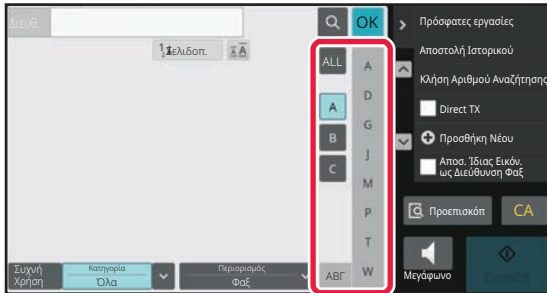 Διεύθ.
OK
Σελιδοπ.
ALL
A
D
A
G
B
J
C
M
P
T
ΑΒΓ
W
Συχνή
Χρήση
Κατηγορία
Όλα
Περιορισμός
Φαξ
Πρόσφατες εργασίες
Αποστολή Ιστορικού
Κλήση Αριθμού Αναζήτησης
Direct TX
Προσθήκη Νέου
Αποσ. Ίδιας Εικόν.
ως Διεύθυνση Φαξ
Προεπισκόπ
CA
Μεγάφωνο
Έναρξη